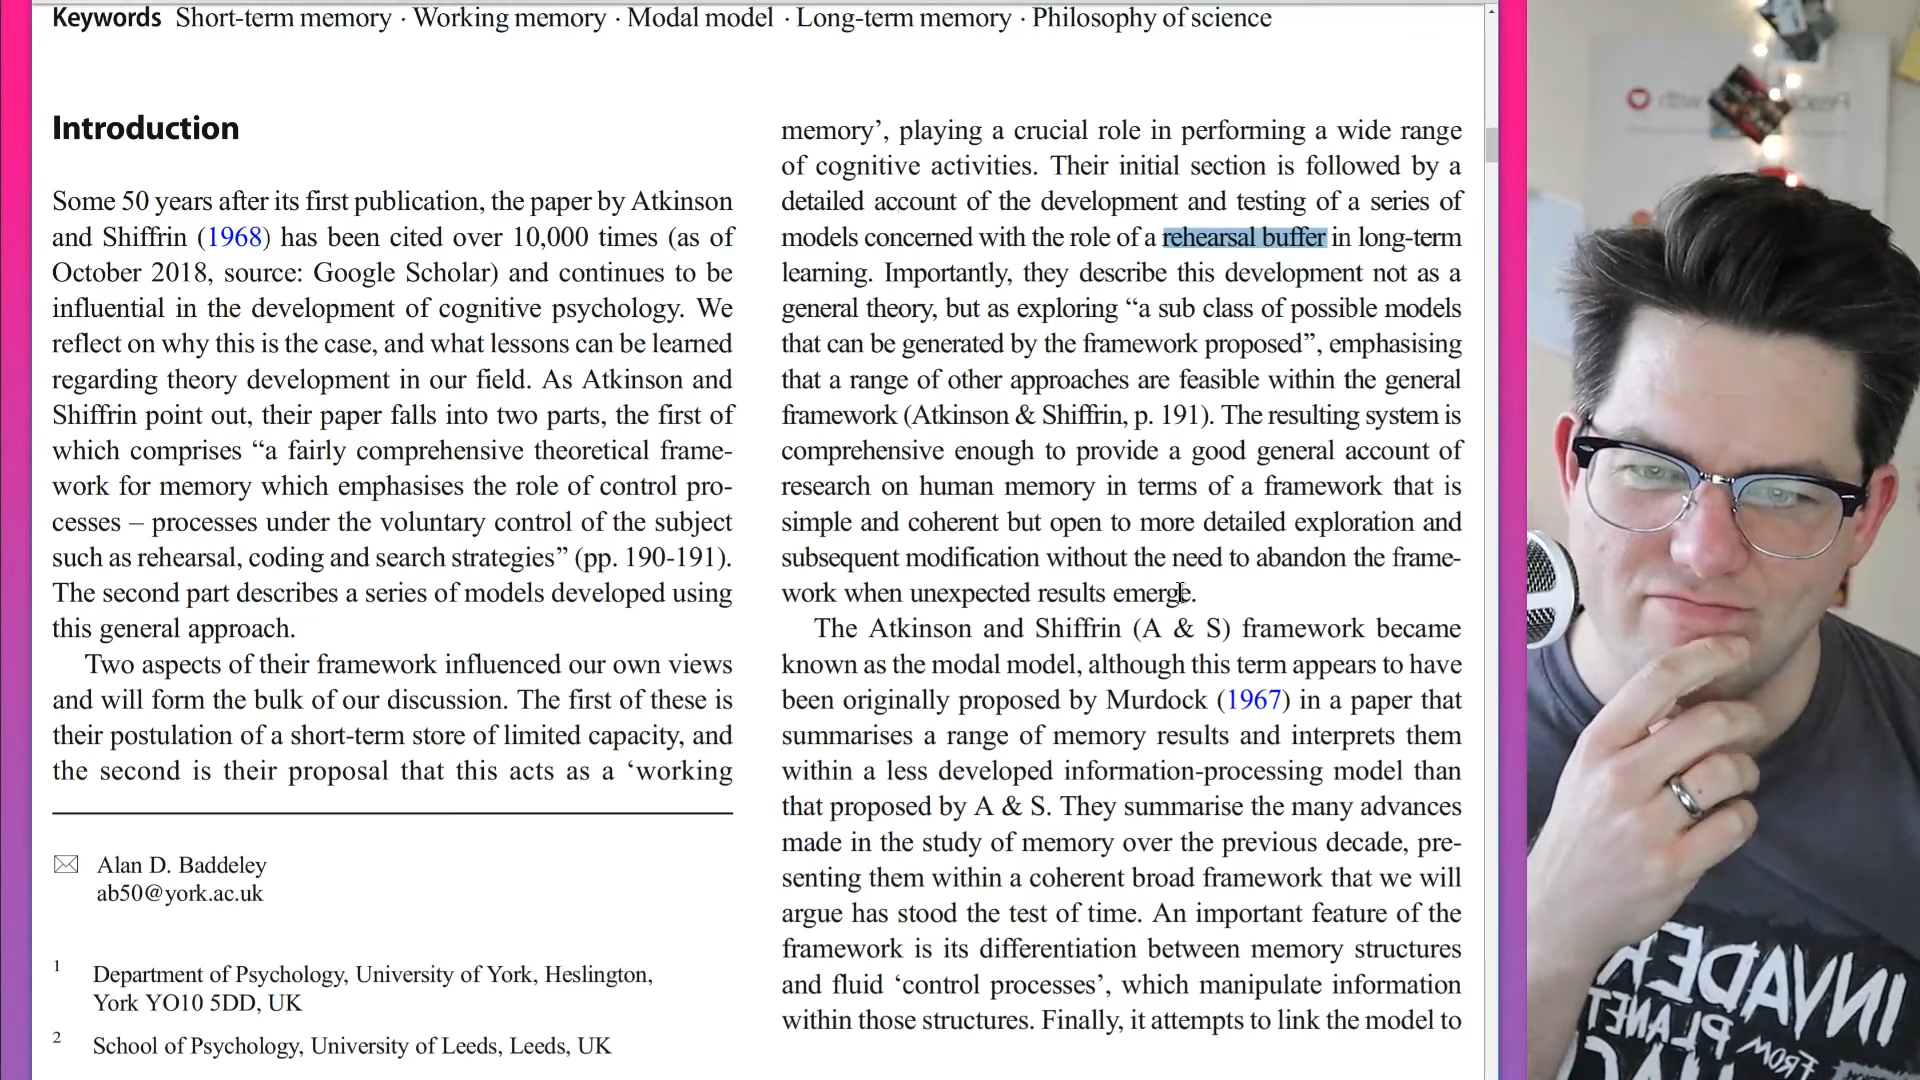 Keywords Short-term memory · Working memory · Modal model · Long-term memory · Philosophy of science
Introduction
Some 50 years after its first publication, the paper by Atkinson
and Shiffrin (1968) has been cited over 10,000 times (as of
October 2018, source: Google Scholar) and continues to be
influential in the development of cognitive psychology. We
reflect on why this is the case, and what lessons can be learned
regarding theory development in our field. As Atkinson and
Shiffrin point out, their paper falls into two parts, the first of
which comprises “a fairly comprehensive theoretical frame-
work for memory which emphasises the role of control pro-
cesses – processes under the voluntary control of the subject
such as rehearsal, coding and search strategies” (pp. 190-191).
The second part describes a series of models developed using
this general approach.
Two aspects of their framework influenced our own views
and will form the bulk of our discussion. The first of these is
their postulation of a short-term store of limited capacity, and
the second is their proposal that this acts as a ‘working
Alan D. Baddeley
ab50@york.ac.uk
1 Department of Psychology, University of York, Heslington,
York YO10 5DD, UK
2 School of Psychology, University of Leeds, Leeds, UK
memory’, playing a crucial role in performing a wide range
of cognitive activities. Their initial section is followed by a
detailed account of the development and testing of a series of
models concerned with the role of a rehearsal buffer in long-term
learning. Importantly, they describe this development not as a
general theory, but as exploring “a sub class of possible models
that can be generated by the framework proposed”, emphasising
that a range of other approaches are feasible within the general
framework (Atkinson & Shiffrin, p. 191). The resulting system is
comprehensive enough to provide a good general account of
research on human memory in terms of a framework that is
simple and coherent but open to more detailed exploration and
subsequent modification without the need to abandon the frame-
work when unexpected results emerge.
The Atkinson and Shiffrin (A & S) framework became
known as the modal model, although this term appears to have
been originally proposed by Murdock (1967) in a paper that
summarises a range of memory results and interprets them
within a less developed information-processing model than
that proposed by A & S. They summarise the many advances
made in the study of memory over the previous decade, pre-
senting them within a coherent broad framework that we will
argue has stood the test of time. An important feature of the
framework is its differentiation between memory structures
and fluid ‘control processes’, which manipulate information
within those structures. Finally, it attempts to link the model to
INVADER
FROM PLANET